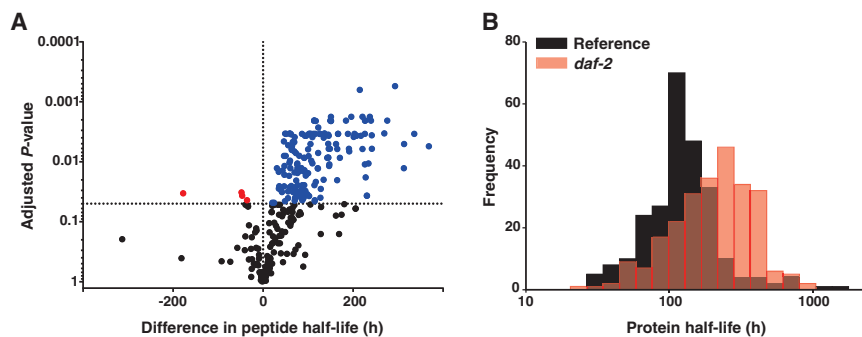 A
0.0001
0.001
0.01
0.1
1
Adjusted P-value
-200
0
200
Difference in peptide half-life (h)
B
Reference
daf-2
80
60
40
20
0
Frequency
10
100
1000
Protein half-life (h)